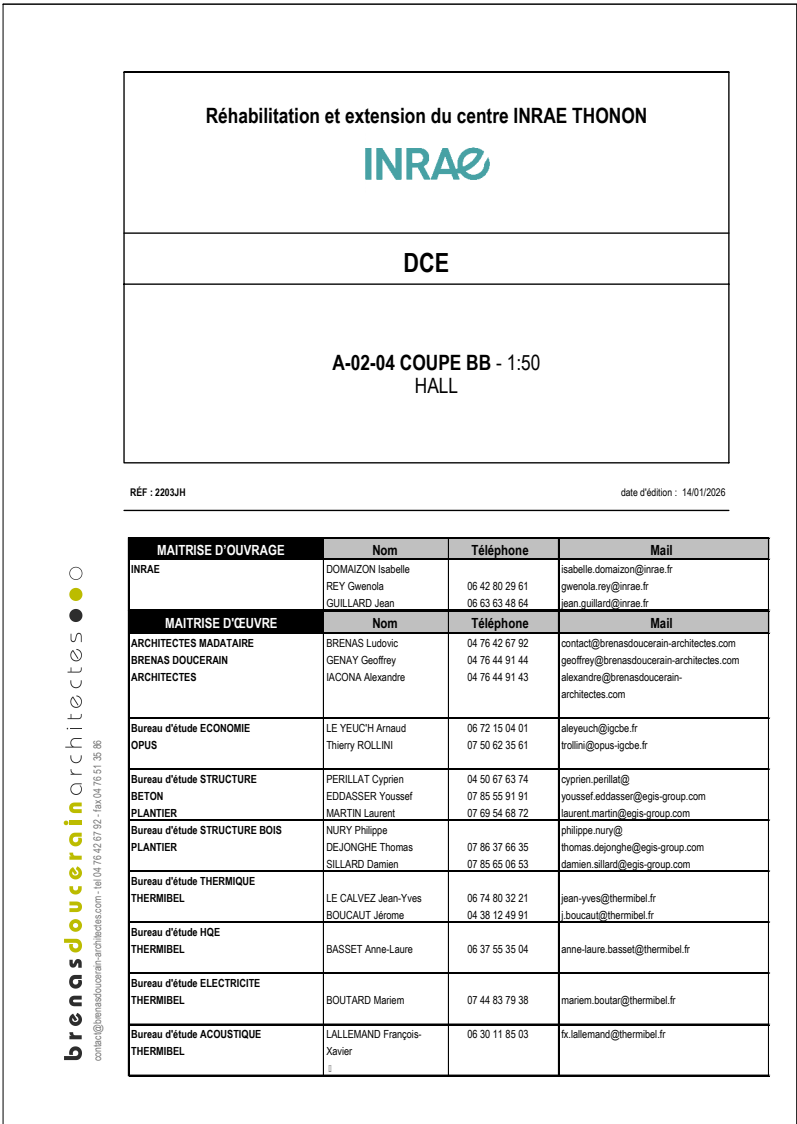 Réhabilitation et extension du centre INRAE THONON
INRAE
DCE
A-02-04 COUPE BB - 1:50
HALL
RÉF : 2203JH date d'édition : 14/01/2026
MAITRISE D'OUVRAGE Nom Téléphone Mail
INRAE DOMAIZON Isabelle isabelle.domaizon@inrae.fr
REY Gwenola 06 42 80 29 61 gwenola.rey@inrae.fr
GUILLARD Jean 06 63 63 48 64 jean.guillard@inrae.fr
MAITRISE D'ŒUVRE Nom Téléphone Mail
ARCHITECTES MADATAIRE BRENAS Ludovic 04 76 42 67 92 contact@brenasdoucerain-architectes.com
BRENAS DOUCERAIN GENAY Geoffrey 04 76 44 91 44 geoffrey@brenasdoucerain-architectes.com
ARCHITECTES IACONA Alexandre 04 76 44 91 43 alexandre@brenasdoucerain-
architectes.com
Bureau d'étude ECONOMIE LE YEUC'H Arnaud 06 72 15 04 01 aleyeuch@igcbe.fr
OPUS Thierry ROLLINI 07 50 62 35 61 trollini@opus-igcbe.fr
Bureau d'étude STRUCTURE PERILLAT Cyprien 04 50 67 63 74 cyprien.perillat@
BETON EDDASSER Youssef 07 85 55 91 91 youssef.eddasser@egis-group.com
PLANTIER MARTIN Laurent 07 69 54 68 72 laurent.martin@egis-group.com
Bureau d'étude STRUCTURE BOIS NURY Philippe philippe.nury@
PLANTIER DEJONGHE Thomas 07 86 37 66 35 thomas.dejonghe@egis-group.com
SILLARD Damien 07 85 65 06 53 damien.sillard@egis-group.com
Bureau d'étude THERMIQUE
THERMIBEL LE CALVEZ Jean-Yves 06 74 80 32 21 jean-yves@thermibel.fr
BOUCAUT Jérome 04 38 12 49 91 j.boucaut@thermibel.fr
Bureau d'étude HQE
THERMIBEL BASSET Anne-Laure 06 37 55 35 04 anne-laure.basset@thermibel.fr
Bureau d'étude ELECTRICITE
THERMIBEL BOUTARD Mariem 07 44 83 79 38 mariem.boutar@thermibel.fr
Bureau d'étude ACOUSTIQUE LALLEMAND François- 06 30 11 85 03 fx.lallemand@thermibel.fr
THERMIBEL Xavier
brenasdoucerainarchitectes
contact@brenasdoucerain-architectes.com - tel 04 76 42 67 92 - fax 04 76 51 35 86